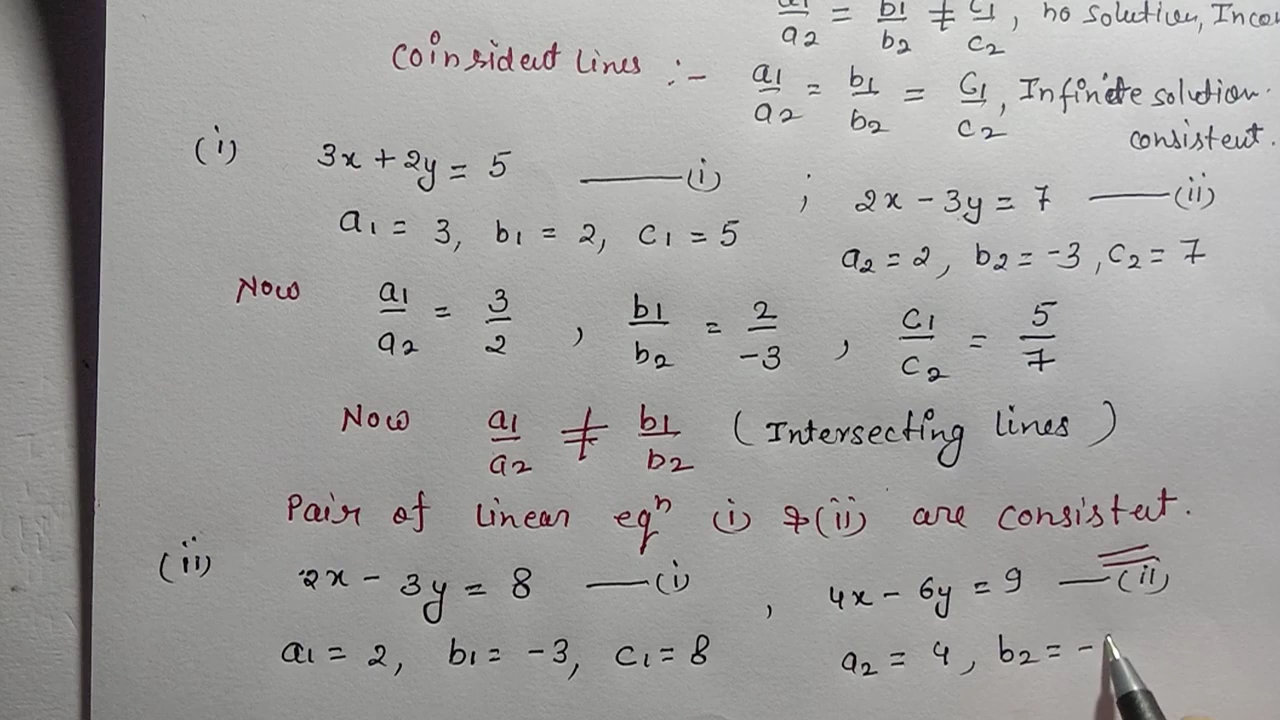 a1/a2 = b1/b2 ≠ c1/c2, no solution,
Coinsident lines :- a1/a2 = b1/b2 = c1/c2, Infinite solution.
consistent.
(i) 3x + 2y = 5 —(i) ; 2x - 3y = 7 —(ii)
a1 = 3, b1 = 2, c1 = 5 a2 = 2, b2 = -3, c2 = 7
Now a1/a2 = 3/2, b1/b2 = 2/-3, c1/c2 = 5/7
Now a1/a2 ≠ b1/b2 (Intersecting lines)
Pair of linear eqⁿ (i) & (ii) are consistet.
(ii) 2x - 3y = 8 —(i) , 4x - 6y = 9 —(ii)
a1 = 2, b1 = -3, c1 = 8 a2 = 4, b2 = -